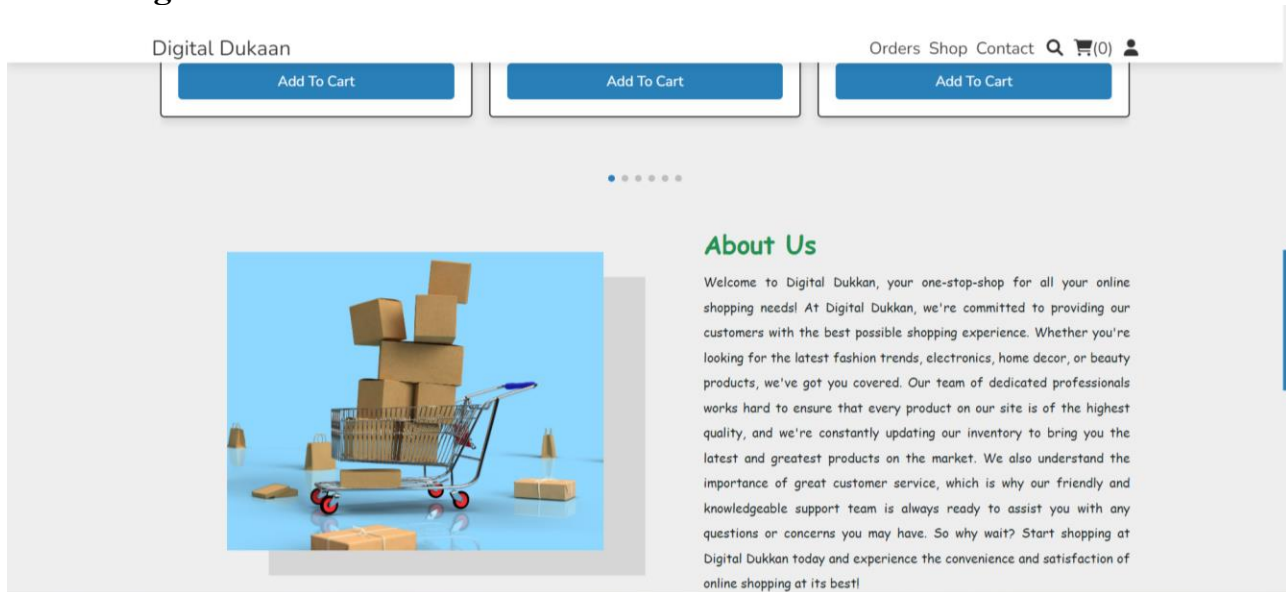 Digital Dukaan
Orders Shop Contact (0)
Add To Cart Add To Cart Add To Cart
About Us
Welcome to Digital Dukkan, your one-stop-shop for all your online
shopping needs! At Digital Dukkan, we're committed to providing our
customers with the best possible shopping experience. Whether you're
looking for the latest fashion trends, electronics, home decor, or beauty
products, we've got you covered. Our team of dedicated professionals
works hard to ensure that every product on our site is of the highest
quality, and we're constantly updating our inventory to bring you the
latest and greatest products on the market. We also understand the
importance of great customer service, which is why our friendly and
knowledgeable support team is always ready to assist you with any
questions or concerns you may have. So why wait? Start shopping at
Digital Dukkan today and experience the convenience and satisfaction of
online shopping at its best!